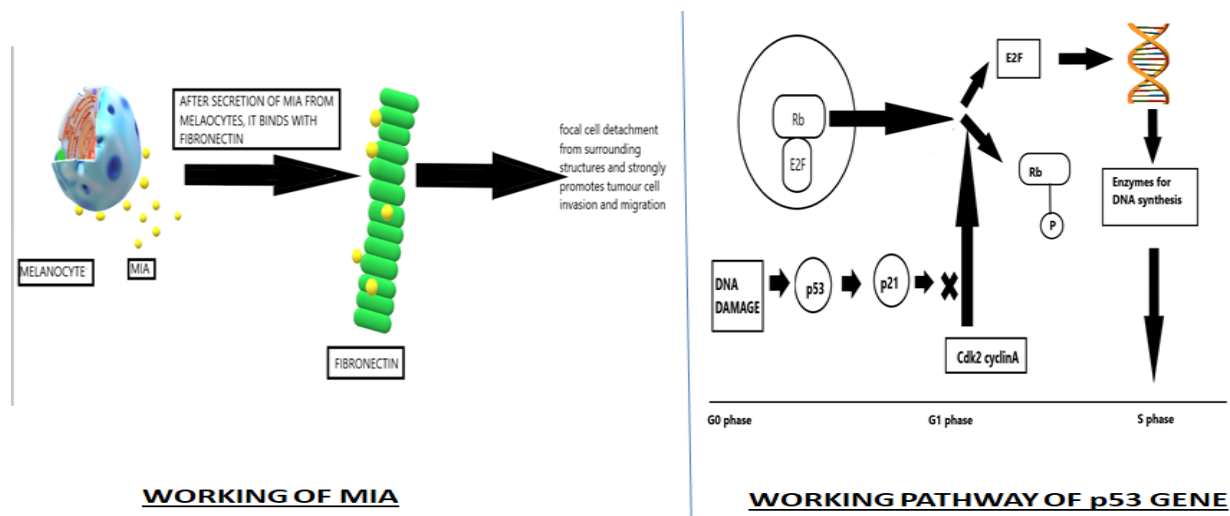 AFTER SECRETION OF MIA FROM
MELAOCYTES, IT BINDS WITH
FIBRONECTIN
focal cell detachment
from surrounding
structures and strongly
promotes tumour cell
invasion and migration
MELANOCYTE
MIA
FIBRONECTIN
WORKING OF MIA
E2F
Rb
E2F
Rb
P
Enzymes for
DNA synthesis
DNA
DAMAGE
p53
p21
Cdk2 cyclinA
G0 phase
G1 phase
S phase
WORKING PATHWAY OF p53 GENE